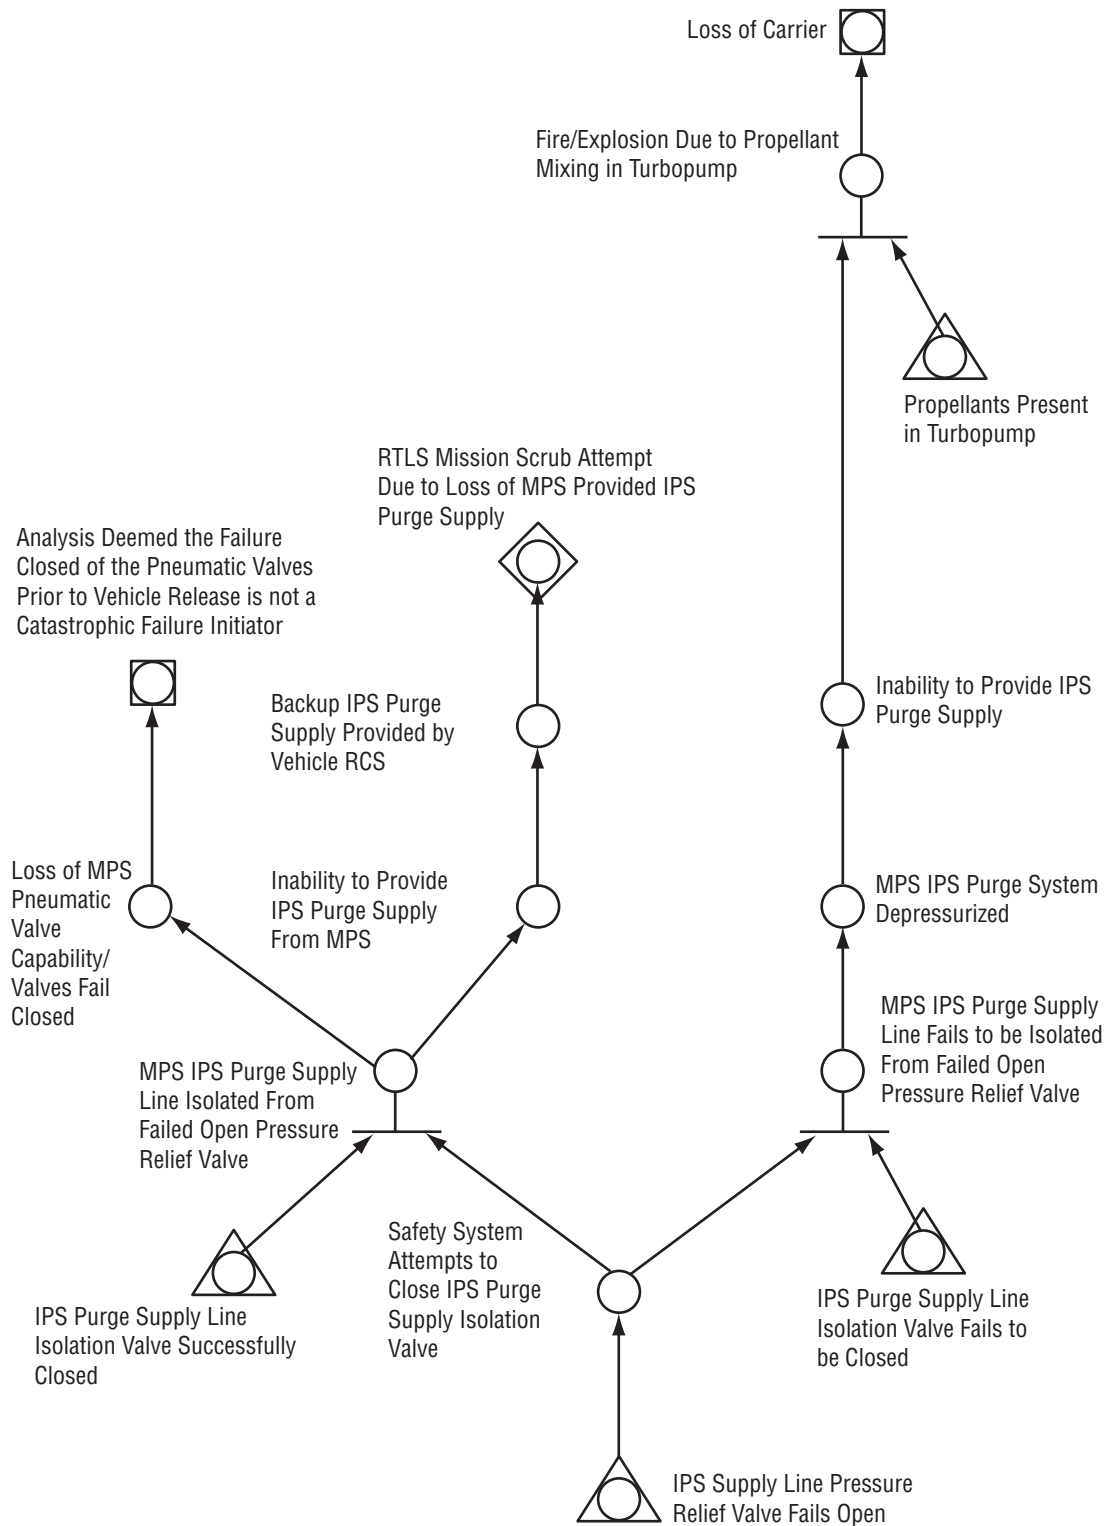 Loss of Carrier
Fire/Explosion Due to Propellant
Mixing in Turbopump
Propellants Present
in Turbopump
RTLS Mission Scrub Attempt
Due to Loss of MPS Provided IPS
Purge Supply
Analysis Deemed the Failure
Closed of the Pneumatic Valves
Prior to Vehicle Release is not a
Catastrophic Failure Initiator
Backup IPS Purge
Supply Provided by
Vehicle RCS
Inability to Provide IPS
Purge Supply
Loss of MPS
Pneumatic
Valve
Capability/
Valves Fail
Closed
Inability to Provide
IPS Purge Supply
From MPS
MPS IPS Purge System
Depressurized
MPS IPS Purge Supply
Line Isolated From
Failed Open Pressure
Relief Valve
MPS IPS Purge Supply
Line Fails to be Isolated
From Failed Open
Pressure Relief Valve
IPS Purge Supply Line
Isolation Valve Successfully
Closed
Safety System
Attempts to
Close IPS Purge
Supply Isolation
Valve
IPS Purge Supply Line
Isolation Valve Fails to
be Closed
IPS Supply Line Pressure
Relief Valve Fails Open